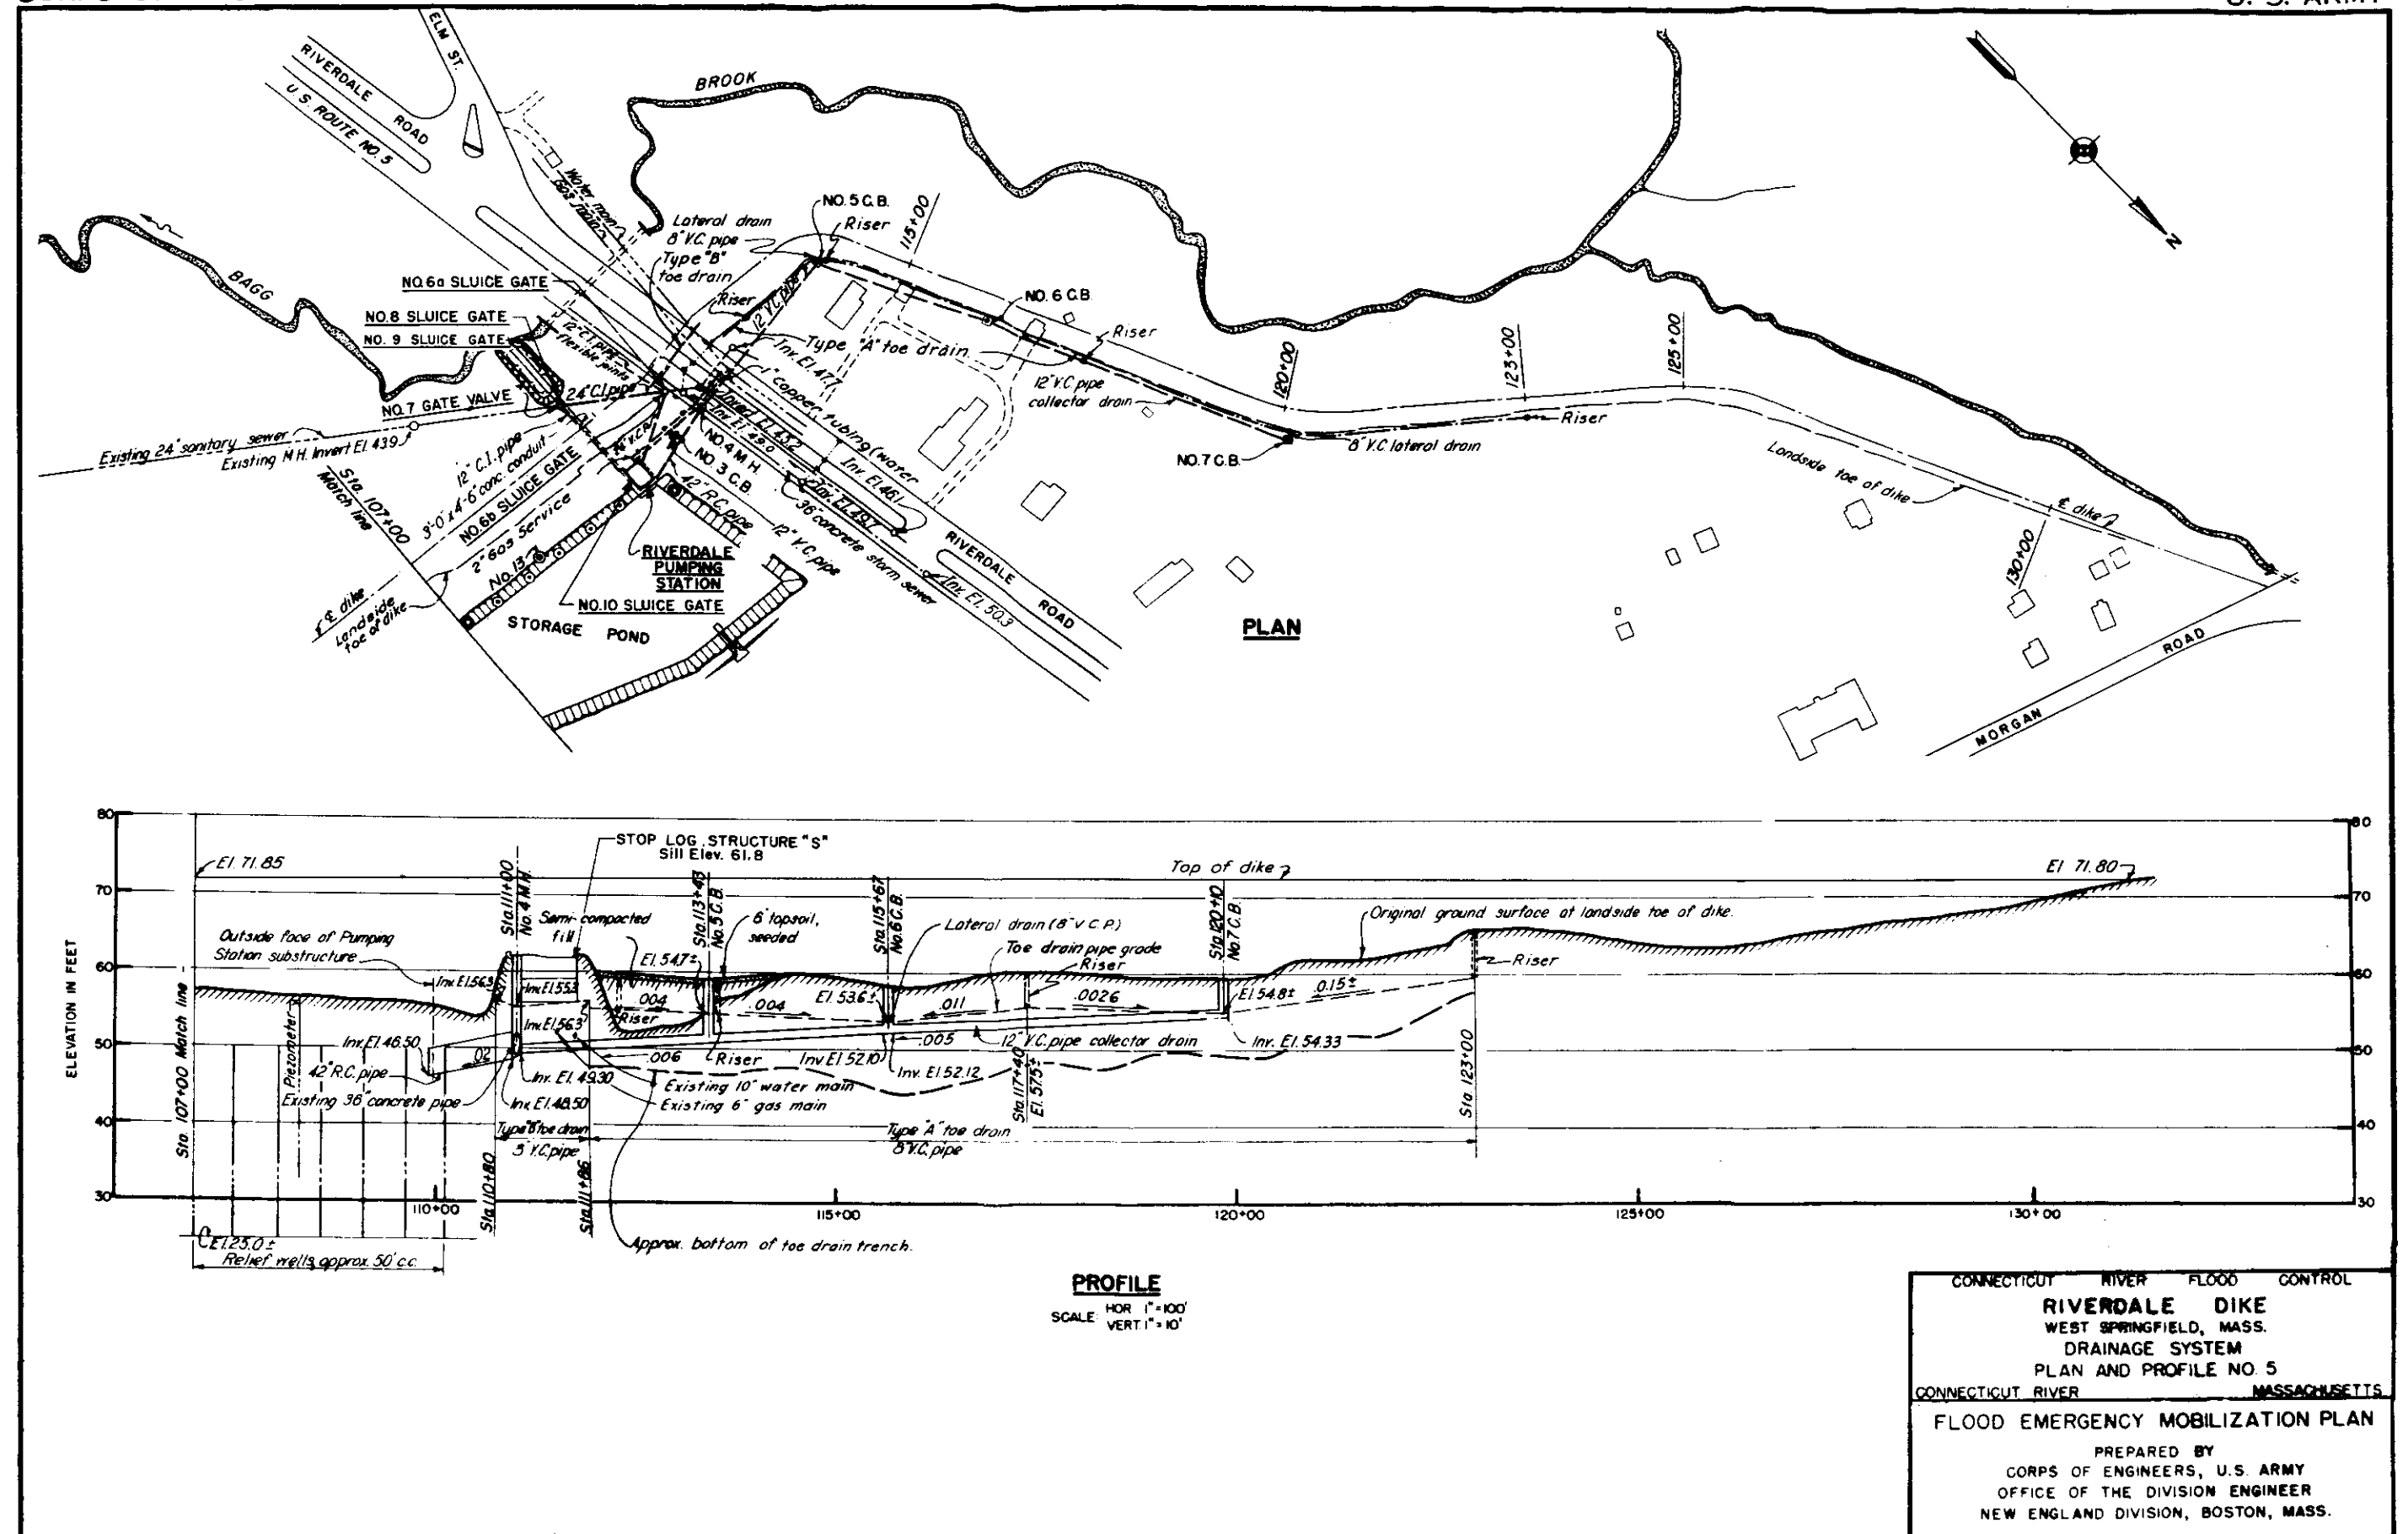 U. S. ARMY
ELM ST.
RIVERDALE ROAD
U.S. ROUTE NO. 5
BROOK
BAGG
Water main
Gas main
Lateral drain
8" V.C. pipe
Type "B"
toe drain
NO. 5 C.B.
Riser
115+00
NO.6a SLUICE GATE
NO.8 SLUICE GATE
NO. 9 SLUICE GATE
12" C.I. pipe
flexible joints
Riser
12" V.C. pipe
Inv. El. 47.7
Type "A" toe drain
NO. 6 C.B.
Riser
12" V.C. pipe
collector drain
120+00
123+00
125+00
Riser
8" V.C. lateral drain
NO.7 C.B.
N
24" C.I. pipe
NO.7 GATE VALVE
Existing 24" sanitary sewer
Existing M.H. Invert El. 43.9
1" copper tubing (water
Invert El. 45.2
Inv. El. 49.0
Inv. El. 46.1
Inv. El. 49.7
NO.4 M.H.
NO.3 C.B.
42" R.C. pipe
12" V.C. pipe
36" concrete storm sewer
Inv. El. 50.3
12" C.I. pipe
3'-0" x 4'-6" conc. conduit
NO.6b SLUICE GATE
2" Gas Service
No. 13
Sta. 107+00
Match line
₵ dike
Landside
toe of dike
RIVERDALE
PUMPING
STATION
NO.10 SLUICE GATE
STORAGE POND
RIVERDALE ROAD
Landside toe of dike
₵ dike
130+00
MORGAN ROAD
PLAN
ELEVATION IN FEET
80
70
60
50
40
30
80
70
60
50
40
30
El. 71.85
STOP LOG STRUCTURE "S"
Sill Elev. 61.8
Top of dike
El 71.80
Sta. 111+00
No. 4 M.H.
Semi-compacted
fill
Sta. 113+43
No. 5 C.B.
6" topsoil,
seeded
Sta. 115+67
No. 6 C.B.
Lateral drain (8" V.C.P.)
Toe drain pipe grade
Riser
Sta 120+10
No. 7 C.B.
Original ground surface at landside toe of dike.
Outside face of Pumping
Station substructure
Inv. El. 56.3
Inv. El. 55.3
El. 54.7±
.004
Riser
.004
El. 53.6±
.011
.0026
El. 54.8±
.015±
Riser
Inv. El. 56.3
Inv. El. 46.50
.02
42" R.C. pipe
Piezometer
Existing 36" concrete pipe
Inv. El. 49.30
Inv. El. 48.50
.006
Riser
Inv. El. 52.10
.005
Inv. El. 52.12
12" V.C. pipe collector drain
Inv. El. 54.33
Existing 10" water main
Existing 6" gas main
Sta. 107+00 Match line
Sta. 117+40
El. 57.5±
Sta. 123+00
Type "B" toe drain
V.C. pipe
Type "A" toe drain
8" V.C. pipe
Sta. 110+80
Sta. 111+86
110+00
115+00
120+00
125+00
130+00
El. 25.0±
Relief wells approx. 50' c.c.
Approx. bottom of toe drain trench.
PROFILE
SCALE: HOR 1"=100'
VERT. 1"=10'
CONNECTICUT RIVER FLOOD CONTROL
RIVERDALE DIKE
WEST SPRINGFIELD, MASS.
DRAINAGE SYSTEM
PLAN AND PROFILE NO. 5
CONNECTICUT RIVER MASSACHUSETTS
FLOOD EMERGENCY MOBILIZATION PLAN
PREPARED BY
CORPS OF ENGINEERS, U.S. ARMY
OFFICE OF THE DIVISION ENGINEER
NEW ENGLAND DIVISION, BOSTON, MASS.